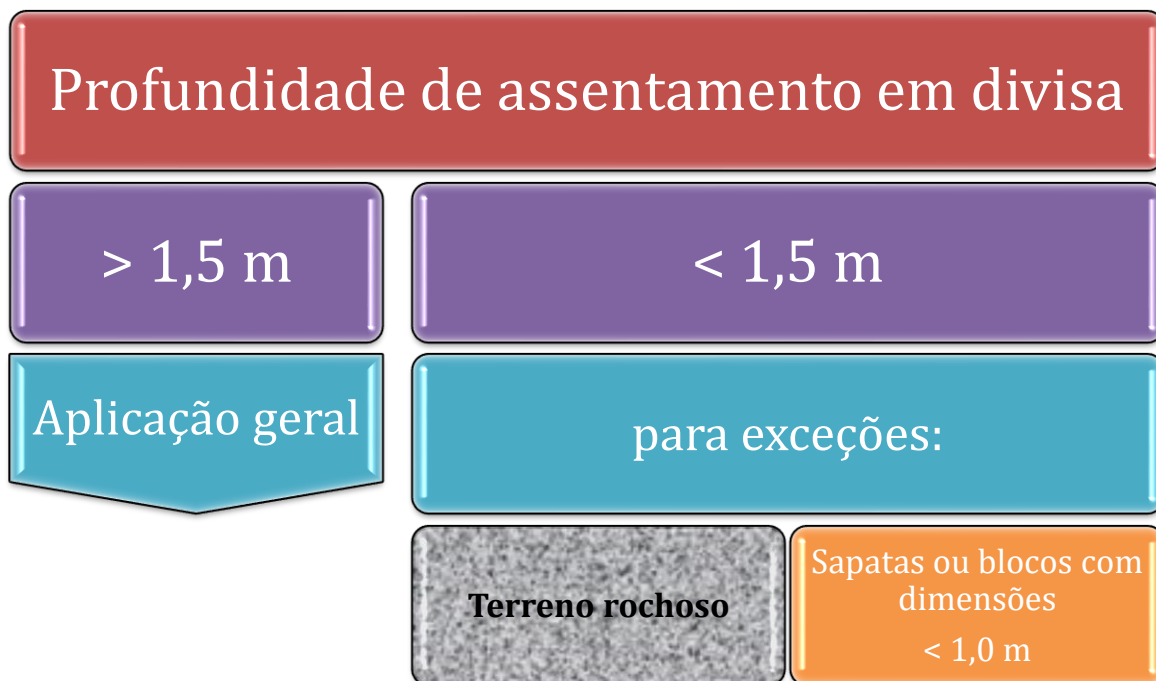 Profundidade de assentamento em divisa
> 1,5 m
< 1,5 m
Aplicação geral
para exceções:
Terreno rochoso
Sapatas ou blocos com
dimensões
< 1,0 m